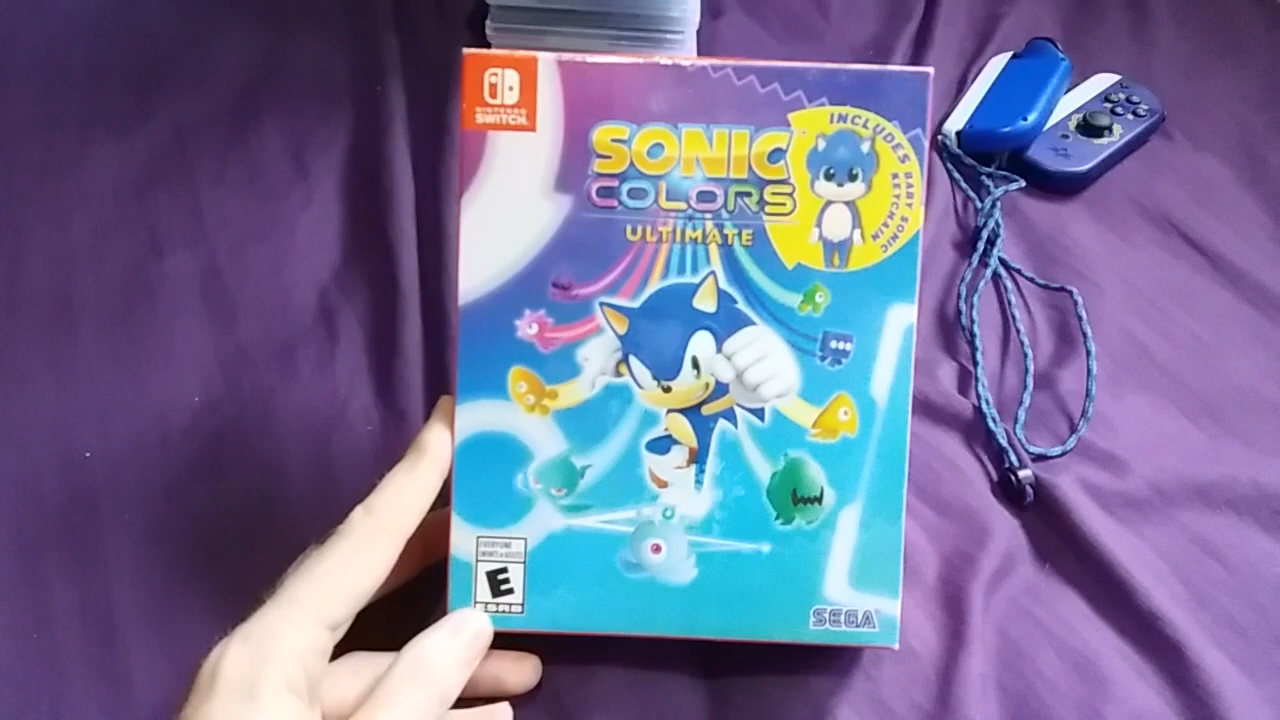 NINTENDO
SWITCH
SONIC
COLORS
ULTIMATE
INCLUDES
BABY SONIC
KEYCHAIN
EVERYONE
E
ESRB
SEGA